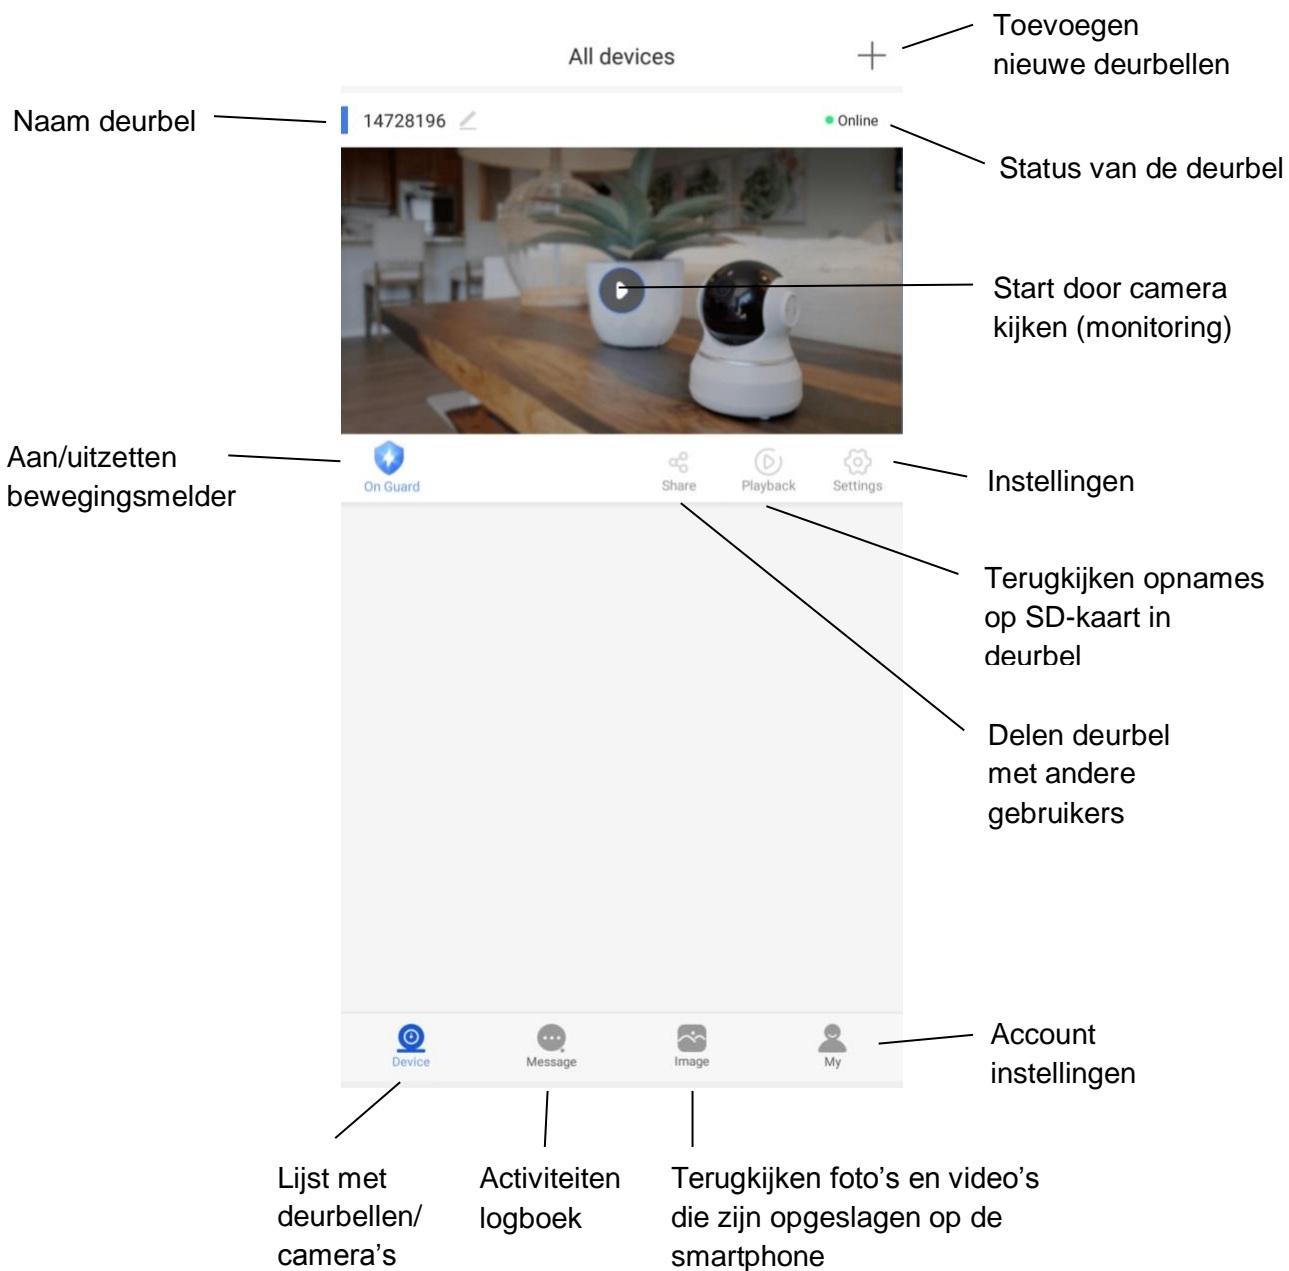 Toevoegen
nieuwe deurbellen
All devices
Naam deurbel
14728196
Online
Status van de deurbel
Start door camera
kijken (monitoring)
Aan/uitzetten
bewegingsmelder
On Guard
Share
Playback
Settings
Instellingen
Terugkijken opnames
op SD-kaart in
deurbel
Delen deurbel
met andere
gebruikers
Device
Message
Image
My
Account
instellingen
Lijst met
deurbellen/
camera’s
Activiteiten
logboek
Terugkijken foto’s en video’s
die zijn opgeslagen op de
smartphone